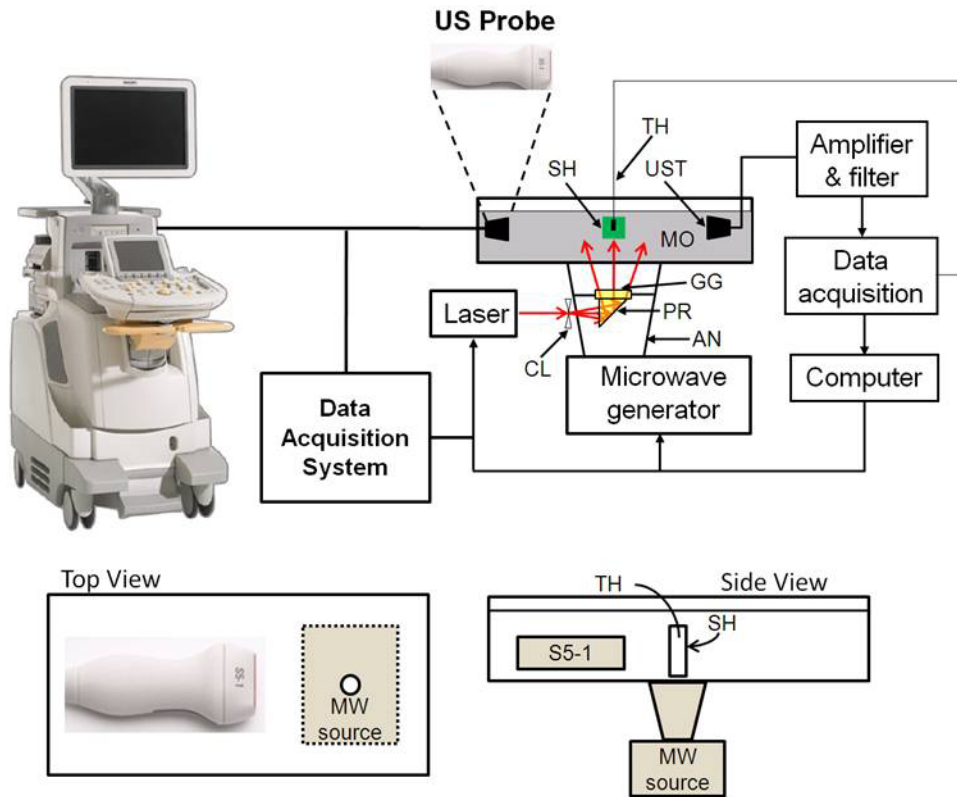 US Probe
TH
SH
UST
MO
Amplifier
& filter
Data
acquisition
Computer
GG
PR
AN
CL
Laser
Microwave
generator
Data
Acquisition
System
Top View
S5-1
MW
source
Side View
TH
SH
S5-1
MW
source